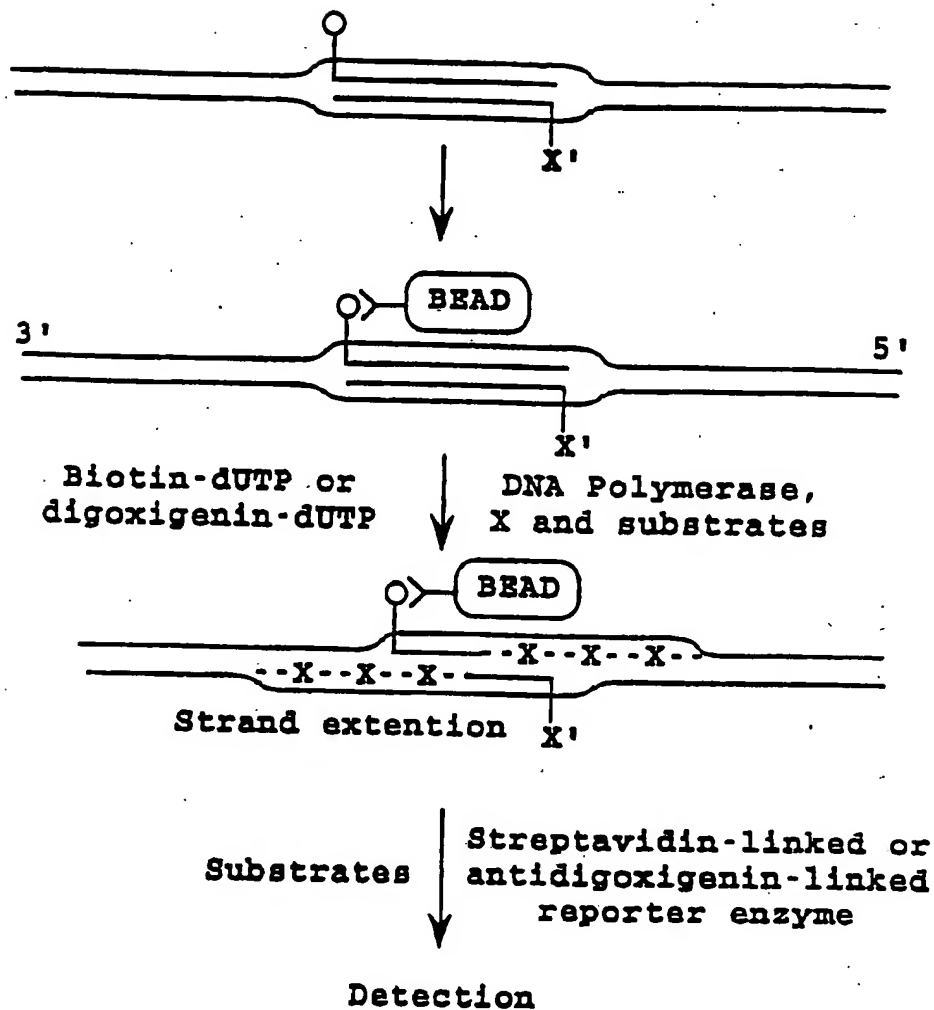 X'
BEAD
3'
5'
X'
Biotin-dUTP or
digoxigenin-dUTP
DNA Polymerase,
X and substrates
BEAD
--X--X--X--
--X--X--X--
Strand extention
X'
Substrates
Streptavidin-linked or
antidigoxigenin-linked
reporter enzyme
Detection